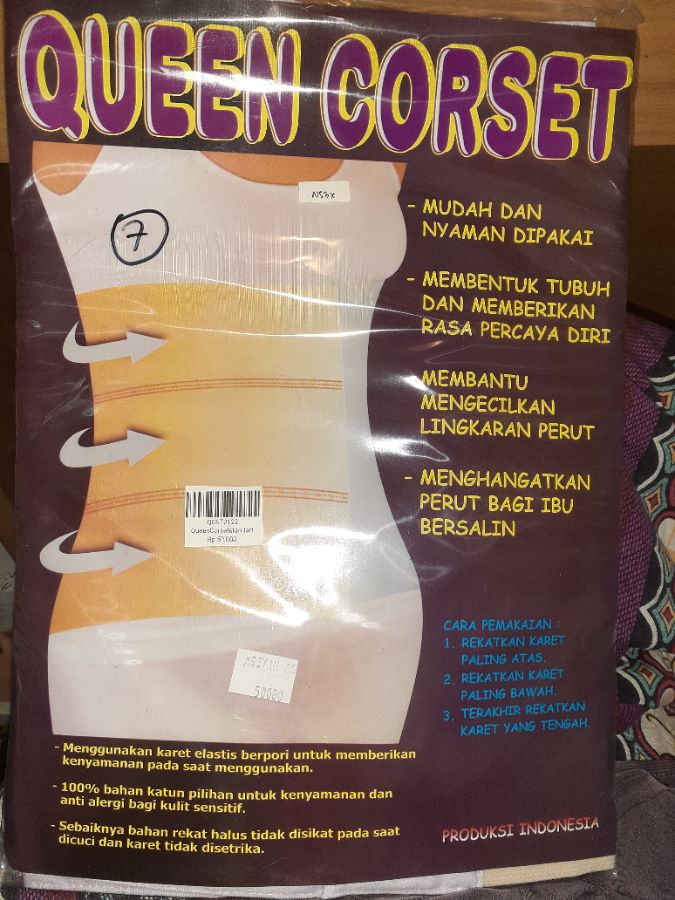 QUEEN CORSET
7
- MUDAH DAN
NYAMAN DIPAKAI
- MEMBENTUK TUBUH
DAN MEMBERIKAN
RASA PERCAYA DIRI
MEMBANTU
MENGECILKAN
LINGKARAN PERUT
- MENGHANGATKAN
PERUT BAGI IBU
BERSALIN
Rp 50,000
50000
CARA PEMAKAIAN :
1. REKATKAN KARET
PALING ATAS.
2. REKATKAN KARET
PALING BAWAH.
3. TERAKHIR REKATKAN
KARET YANG TENGAH.
- Menggunakan karet elastis berpori untuk memberikan
kenyamanan pada saat menggunakan.
- 100% bahan katun pilihan untuk kenyamanan dan
anti alergi bagi kulit sensitif.
- Sebaiknya bahan rekat halus tidak disikat pada saat
dicuci dan karet tidak disetrika.
PRODUKSI INDONESIA